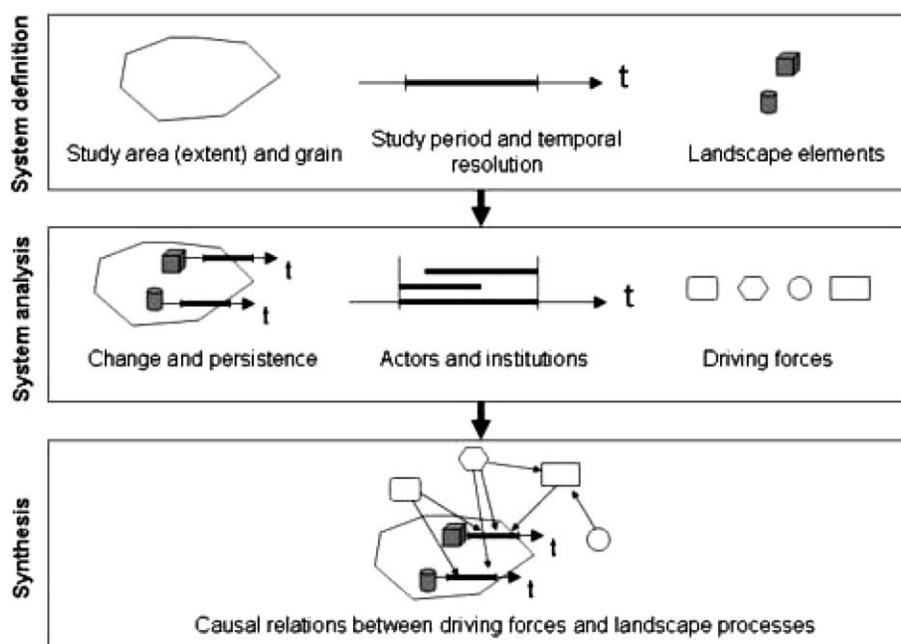 System definition
t
Study area (extent) and grain
Study period and temporal
resolution
Landscape elements
System analysis
t
t
t
Change and persistence
Actors and institutions
Driving forces
Synthesis
t
t
Causal relations between driving forces and landscape processes